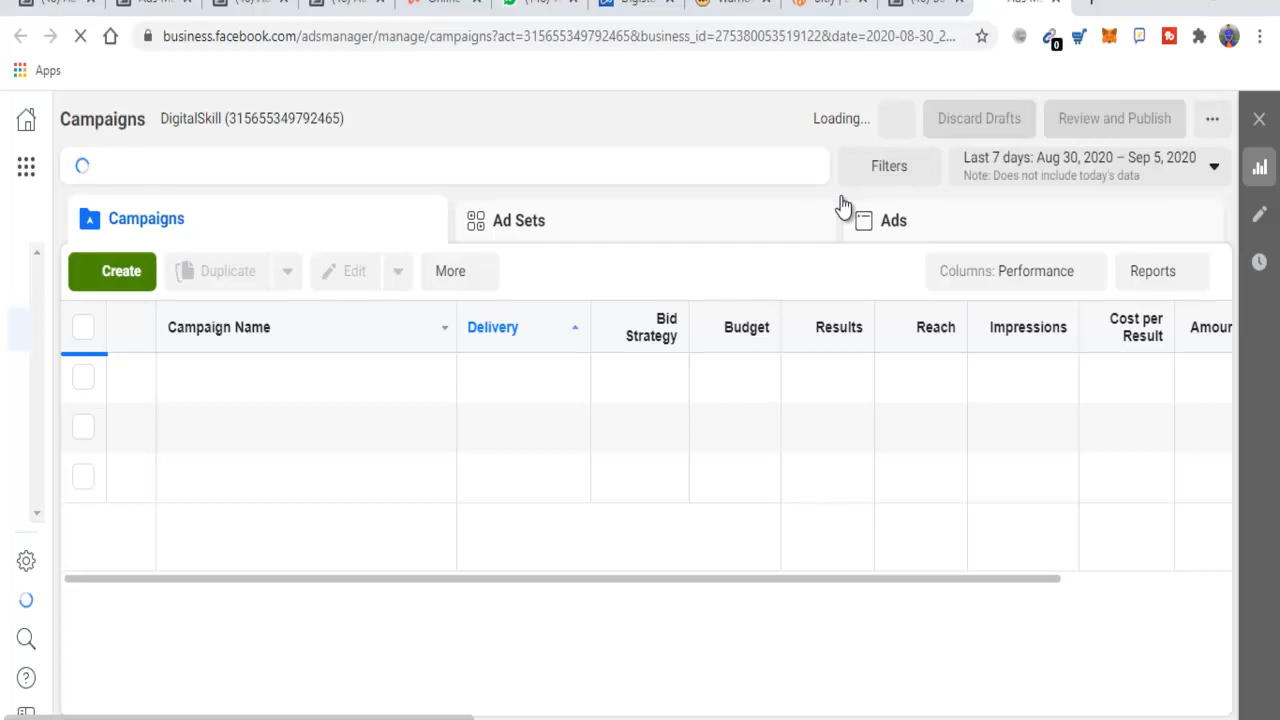 business.facebook.com/adsmanager/manage/campaigns?act=315655349792465&business_id=275380053519122&date=2020-08-30_2...
0
Apps
Campaigns DigitalSkill (315655349792465) Loading... Discard Drafts Review and Publish
Filters Last 7 days: Aug 30, 2020 – Sep 5, 2020
Note: Does not include today's data
Campaigns Ad Sets Ads
Create Duplicate Edit More Columns: Performance Reports
Campaign Name Delivery Bid Strategy Budget Results Reach Impressions Cost per Result Amour